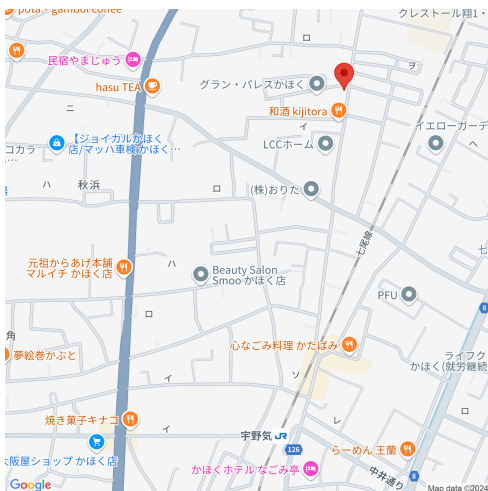 pota・gamboi coffee
クレストール翔1・
民宿やまじゅう
ヲ
hasu TEA
グラン・パレスかほく
ニ
和酒 kijitora
イ
イエローガーデ
【ジョイカルかほく
店/マッハ車検 かほく…
コカラ
…
LCCホーム
ヘ
ハ
秋浜
ロ
(株)おりた
七尾線
七
元祖からあげ本舗
マルイチ かほく店
ハ
Beauty Salon
Smoo かほく店
PFU
8
ロ
角
心なごみ料理 かたばみ
夢絵巻かぶと
ライフク
かほく(就労継続
イ
ソ
ロ
焼き菓子キナコ
レ
イ
宇野気 JR
126
らーめん 王蘭
大阪屋ショップ かほく店
かほくホテル なごみ亭
中井通り
8
Google
Map data ©2024